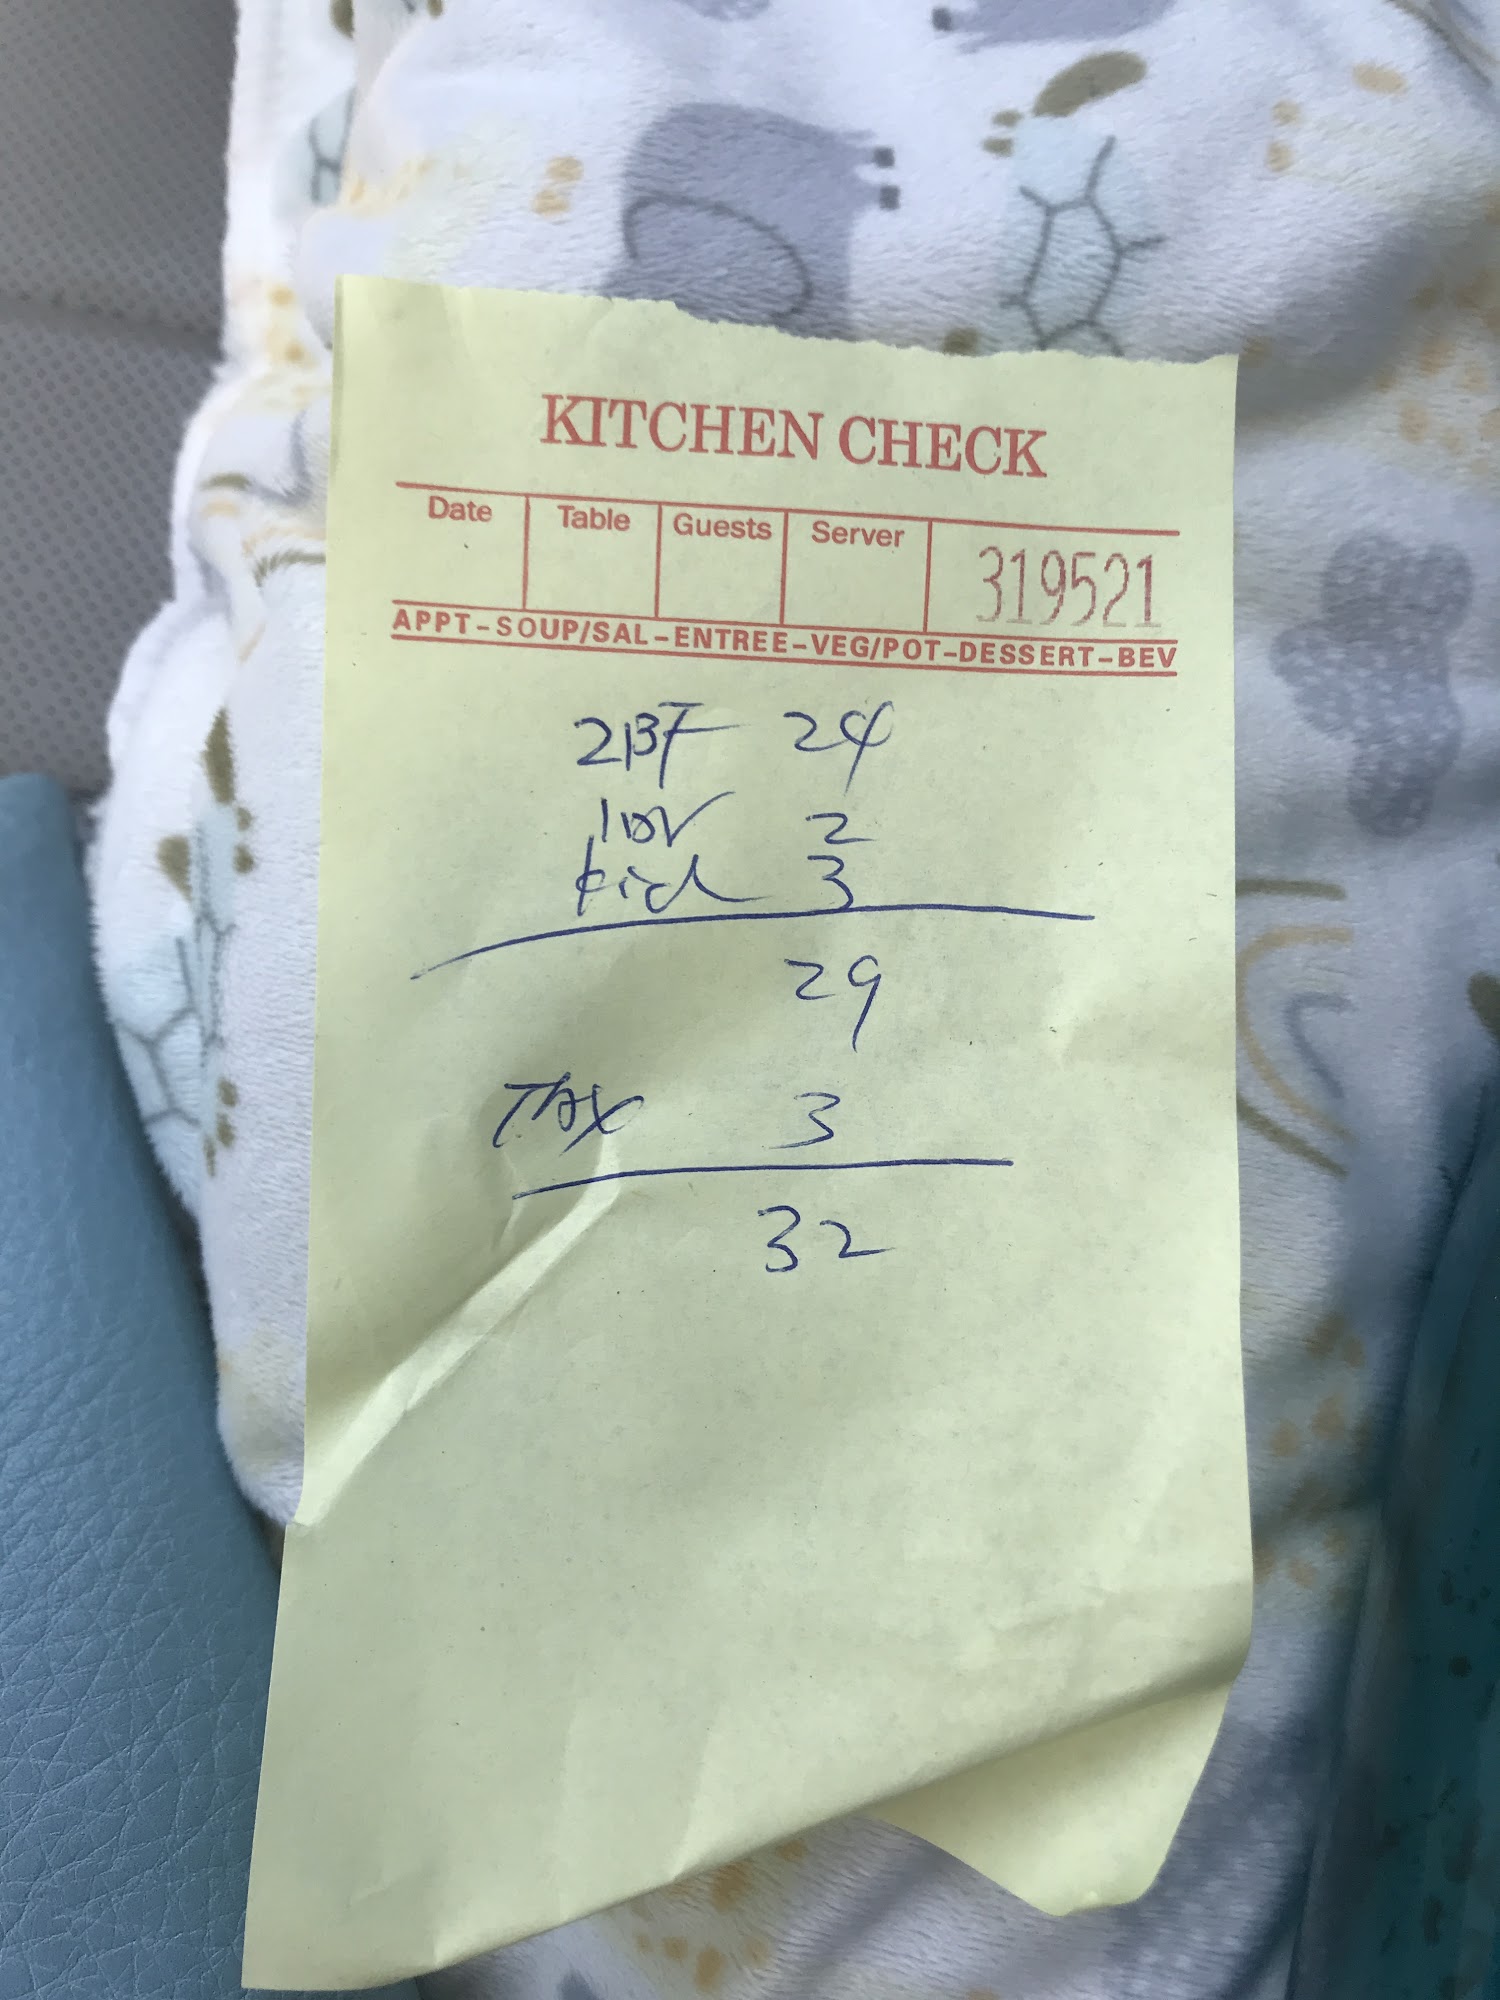 KITCHEN CHECK
Date Table Guests Server 319521
APPT-SOUP/SAL-ENTREE-VEG/POT-DESSERT-BEV
2BF 24
1DR 2
kid 3
29
TAX 3
32